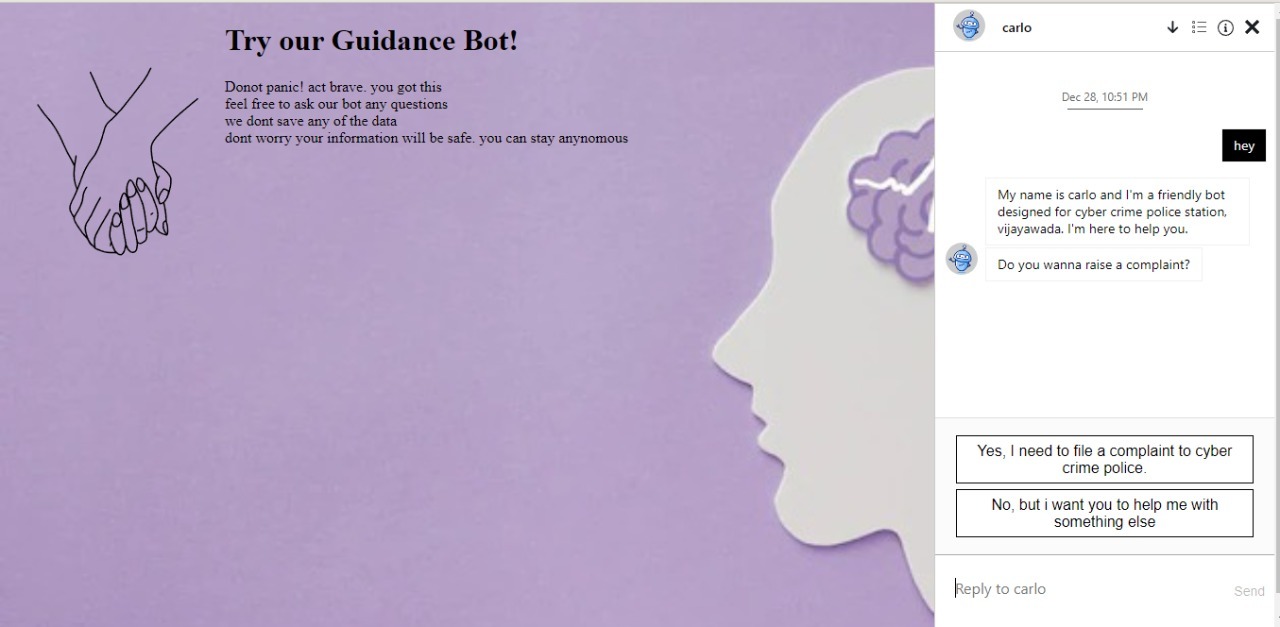 Try our Guidance Bot!
Donot panic! act brave. you got this
feel free to ask our bot any questions
we dont save any of the data
dont worry your information will be safe. you can stay anynomous
carlo
Dec 28, 10:51 PM
hey
My name is carlo and I'm a friendly bot
designed for cyber crime police station,
vijayawada. I'm here to help you.
Do you wanna raise a complaint?
Yes, I need to file a complaint to cyber
crime police.
No, but i want you to help me with
something else
Reply to carlo
Send